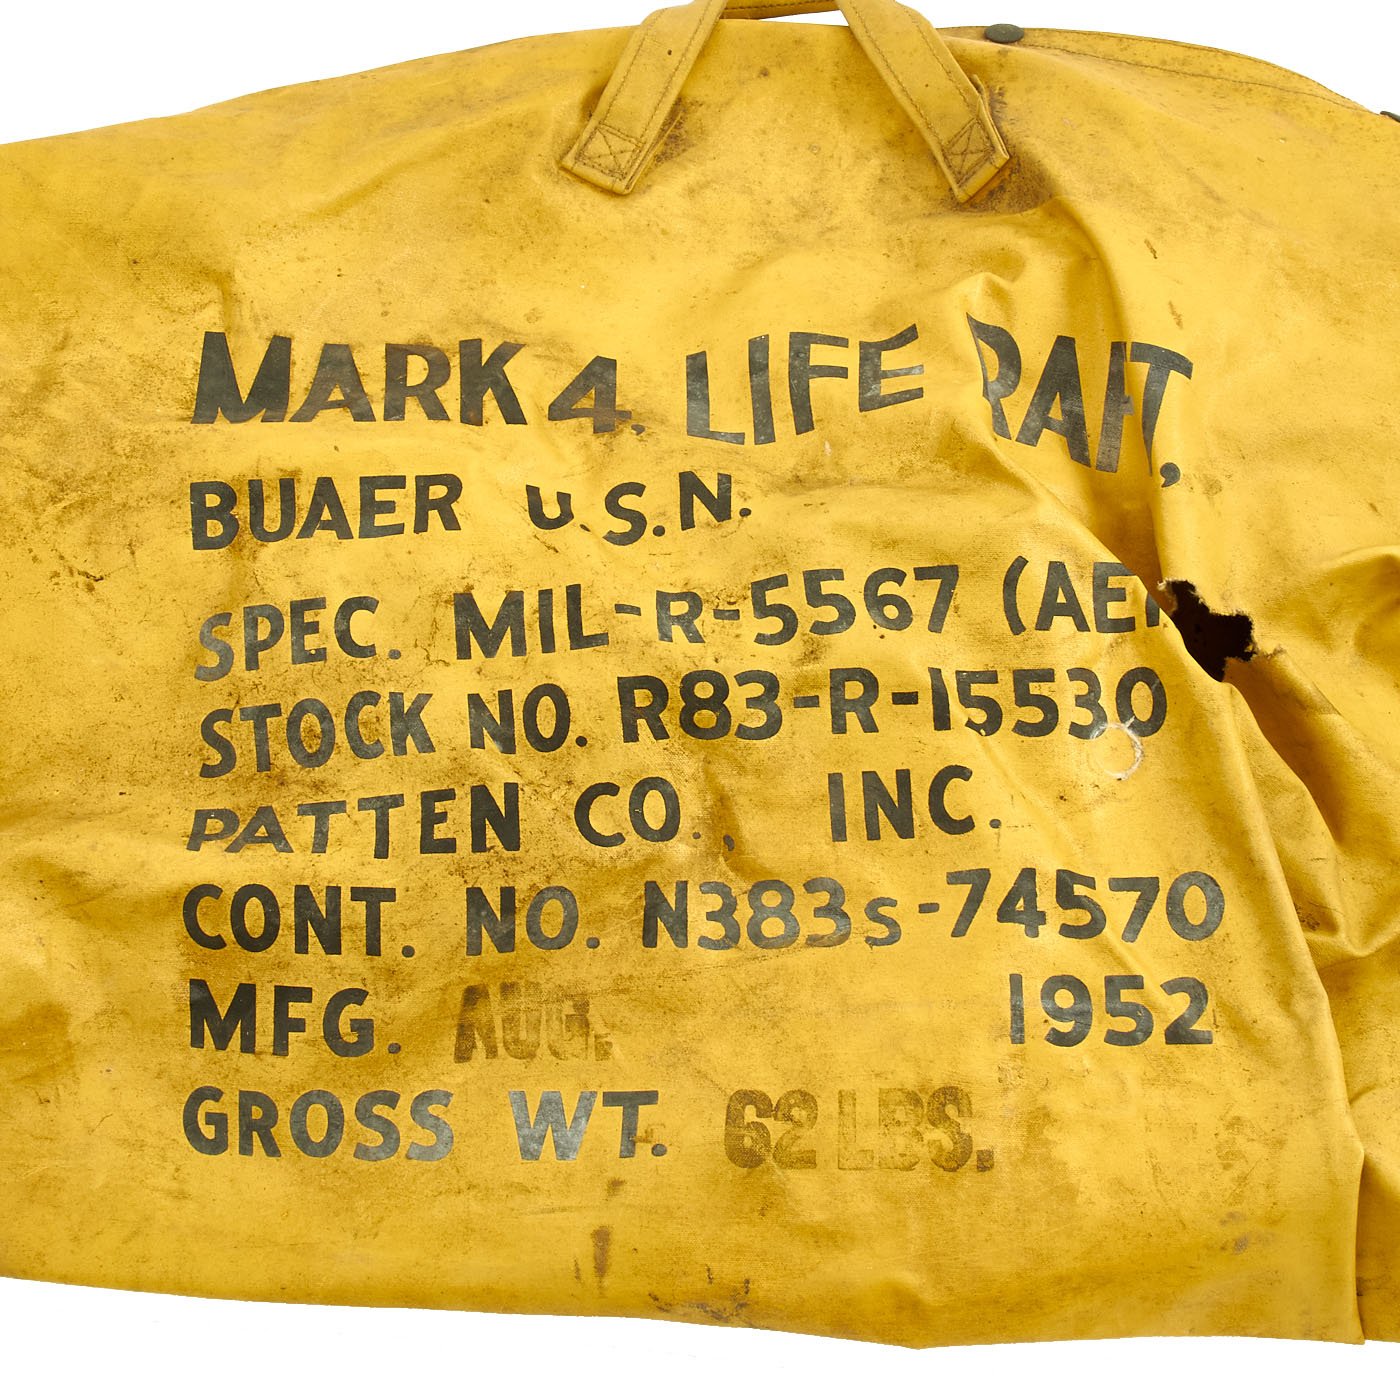 MARK 4, LIFE RAFT,
BUAER U.S.N.
SPEC. MIL-R-5567 (AE
STOCK NO. R83-R-15530
PATTEN CO., INC.
CONT. NO. N383s-74570
MFG. AUG. 1952
GROSS WT. 62 LBS.